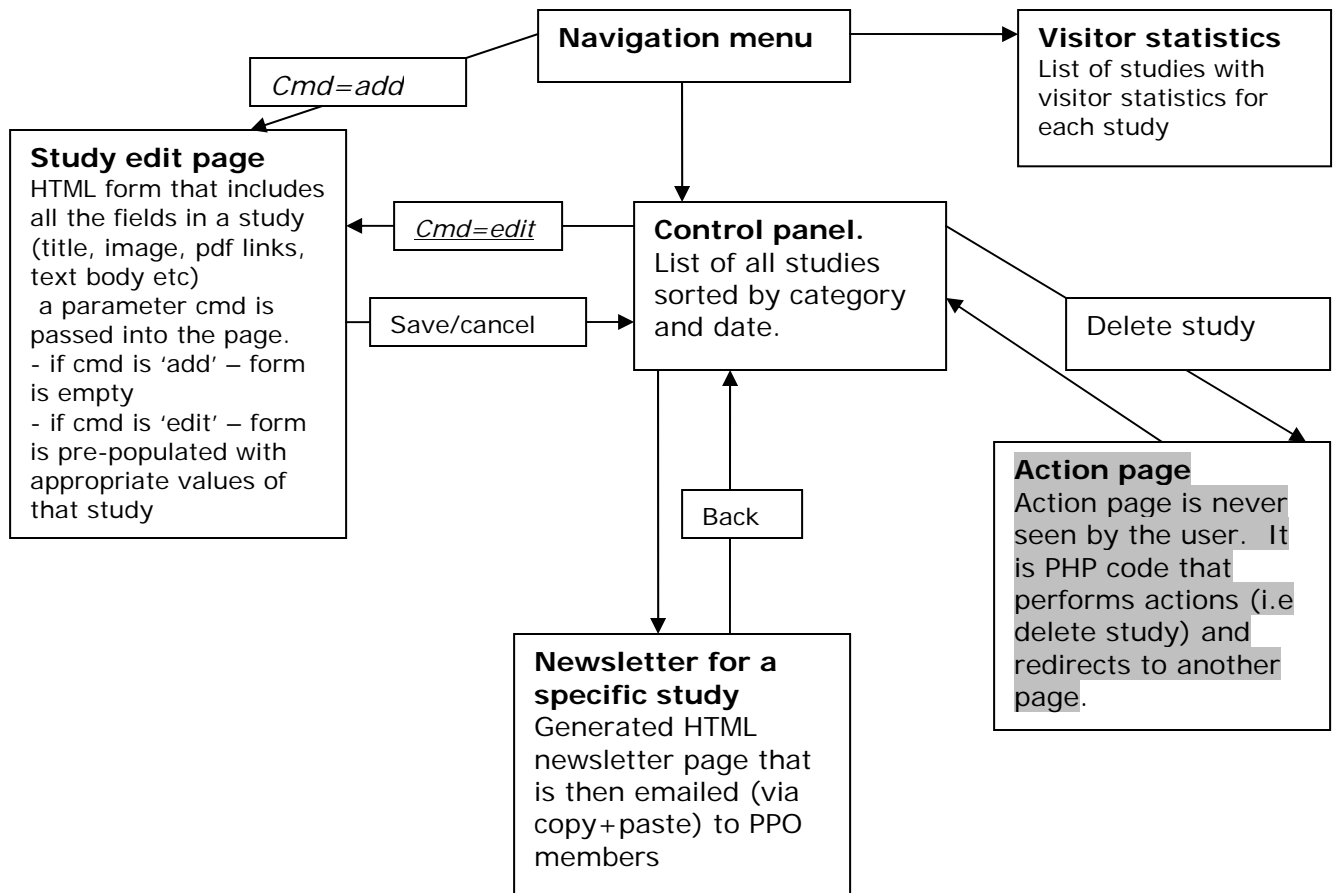 Navigation menu
Visitor statistics
List of studies with
visitor statistics for
each study
Cmd=add
Study edit page
HTML form that includes
all the fields in a study
(title, image, pdf links,
text body etc)
a parameter cmd is
passed into the page.
- if cmd is ‘add’ – form
is empty
- if cmd is ‘edit’ – form
is pre-populated with
appropriate values of
that study
Cmd=edit
Save/cancel
Control panel.
List of all studies
sorted by category
and date.
Delete study
Action page
Action page is never
seen by the user. It
is PHP code that
performs actions (i.e
delete study) and
redirects to another
page.
Back
Newsletter for a
specific study
Generated HTML
newsletter page that
is then emailed (via
copy+paste) to PPO
members